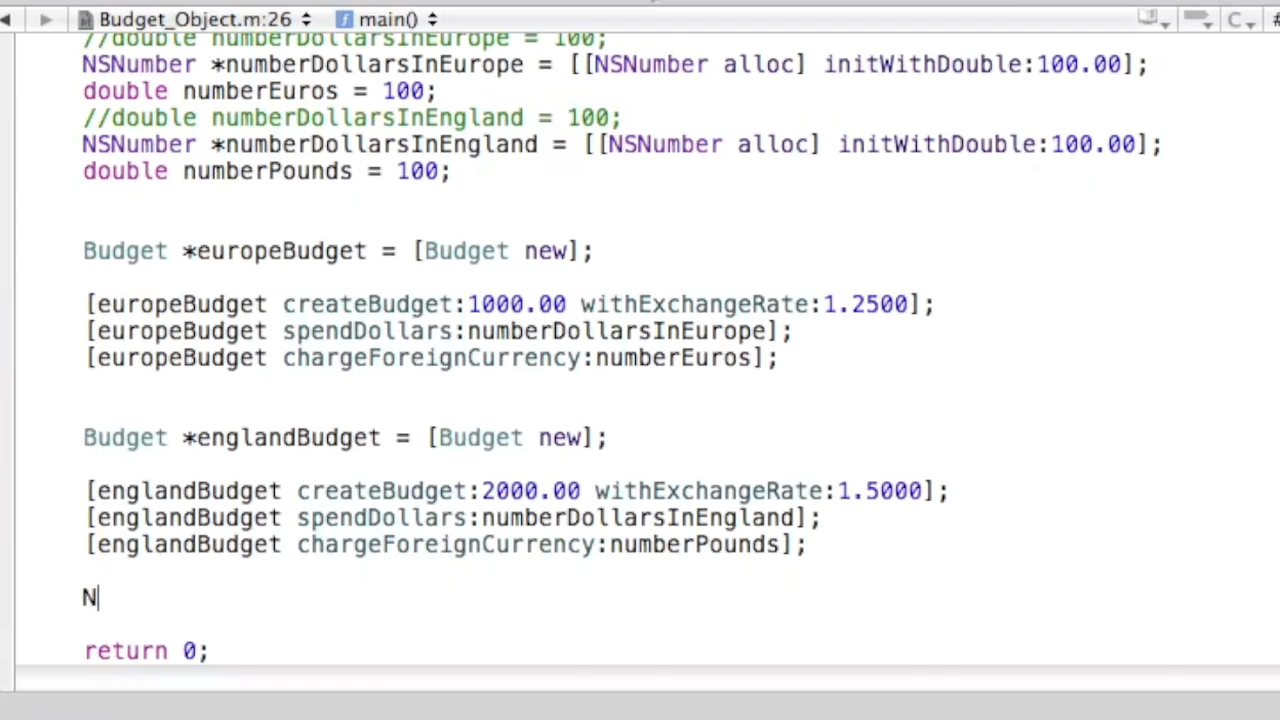 Budget_Object.m:26 main() C #
//double numberDollarsInEurope = 100;
NSNumber *numberDollarsInEurope = [[NSNumber alloc] initWithDouble:100.00];
double numberEuros = 100;
//double numberDollarsInEngland = 100;
NSNumber *numberDollarsInEngland = [[NSNumber alloc] initWithDouble:100.00];
double numberPounds = 100;
Budget *europeBudget = [Budget new];
[europeBudget createBudget:1000.00 withExchangeRate:1.2500];
[europeBudget spendDollars:numberDollarsInEurope];
[europeBudget chargeForeignCurrency:numberEuros];
Budget *englandBudget = [Budget new];
[englandBudget createBudget:2000.00 withExchangeRate:1.5000];
[englandBudget spendDollars:numberDollarsInEngland];
[englandBudget chargeForeignCurrency:numberPounds];
N
return 0;